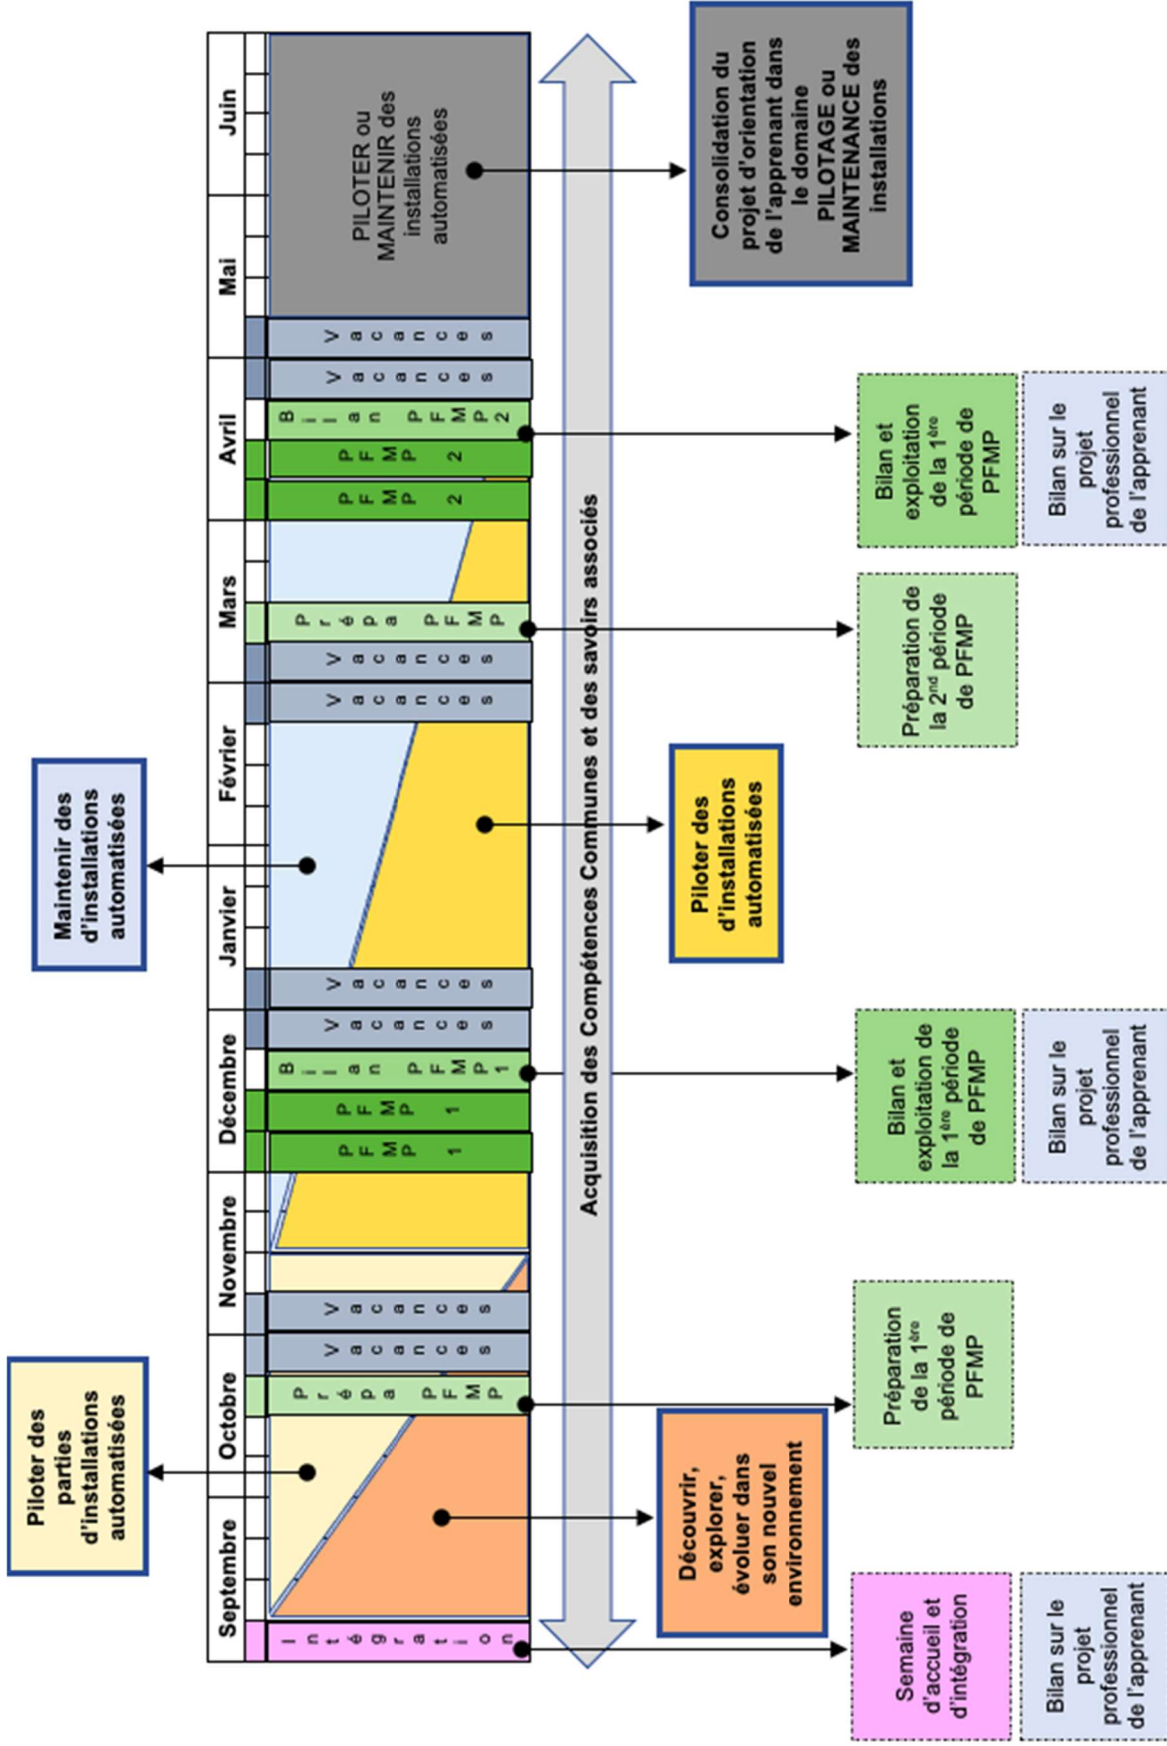 Piloter des
parties
d'installations
automatisées
Maintenir des
d'installations
automatisées
Septembre
Octobre
Novembre
Décembre
Janvier
Février
Mars
Avril
Mai
Juin
Intégration
Prépa PFMP
Vacances
Vacances
PFMP 1
PFMP 1
Bilan PFMP1
Vacances
Vacances
Vacances
Vacances
Prépa PFMP
PFMP 2
PFMP 2
Bilan PFMP2
Vacances
Vacances
PILOTER ou
MAINTENIR des
installations
automatisées
Acquisition des Compétences Communes et des savoirs associés
Découvrir,
explorer,
évoluer dans
son nouvel
environnement
Piloter des
d'installations
automatisées
Consolidation du
projet d'orientation
de l'apprenant dans
le domaine
PILOTAGE ou
MAINTENANCE des
installations
Semaine
d'accueil et
d'intégration
Préparation
de la 1ère
période de
PFMP
Bilan et
exploitation de
la 1ère période
de PFMP
Préparation de
la 2nd période
de PFMP
Bilan et
exploitation
de la 1ère
période de
PFMP
Bilan sur le
projet
professionnel
de l'apprenant
Bilan sur le
projet
professionnel
de l'apprenant
Bilan sur le
projet
professionnel
de l'apprenant